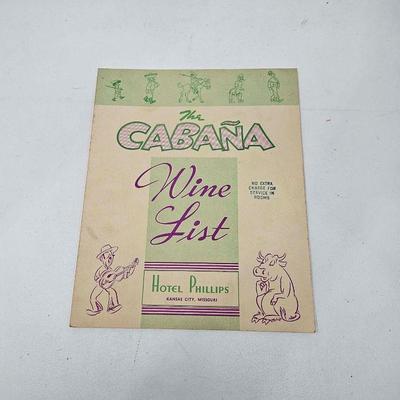 The
CABAÑA
Wine
List
NO EXTRA
CHARGE FOR
SERVICE IN
ROOMS
HOTEL PHILLIPS
KANSAS CITY, MISSOURI